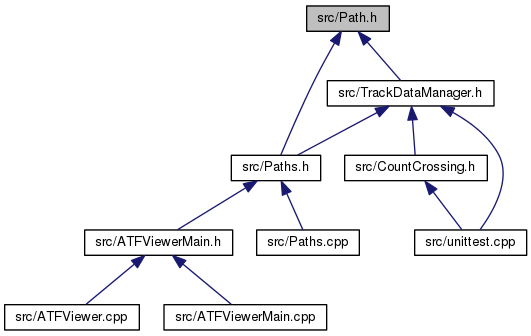 src/Path.h
src/TrackDataManager.h
src/Paths.h
src/CountCrossing.h
src/ATFViewerMain.h
src/Paths.cpp
src/unittest.cpp
src/ATFViewer.cpp
src/ATFViewerMain.cpp